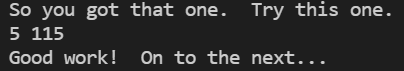 So you got that one.  Try this one.
5 115
Good work!  On to the next...